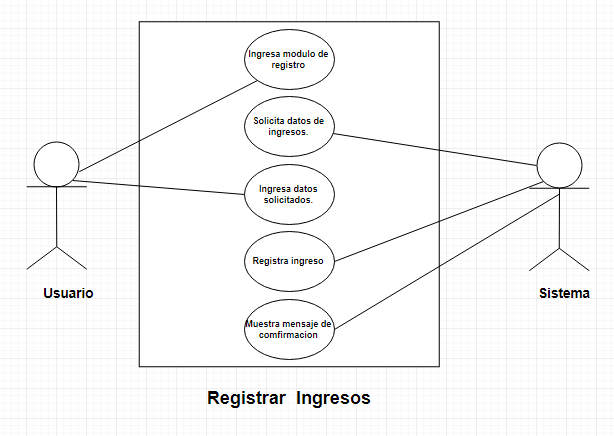 Ingresa modulo de
registro
Solicita datos de
ingresos.
Ingresa datos
solicitados.
Registra ingreso
Muestra mensaje de
comfirmacion
Usuario
Sistema
Registrar Ingresos